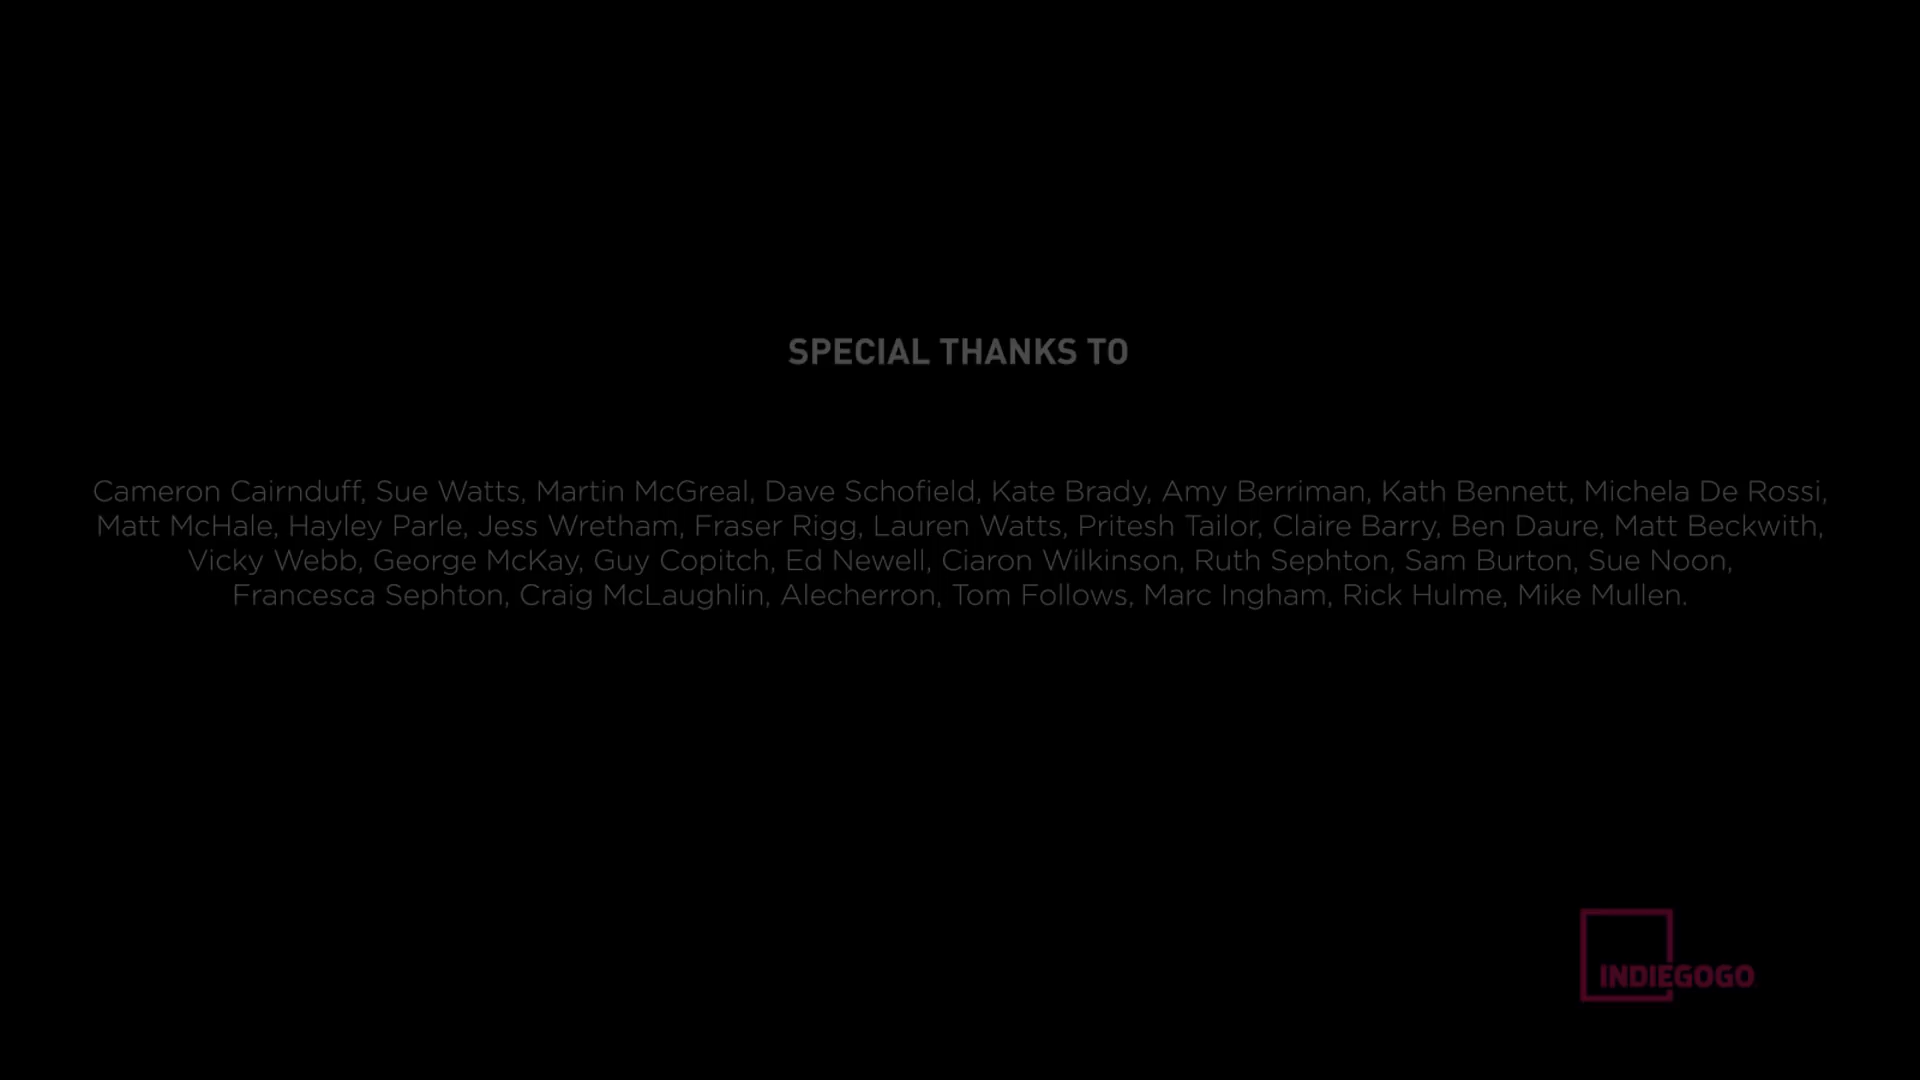 SPECIAL THANKS TO
Cameron Cairnduff, Sue Watts, Martin McGreal, Dave Schofield, Kate Brady, Amy Berriman, Kath Bennett, Michela De Rossi,
Matt McHale, Hayley Parle, Jess Wretham, Fraser Rigg, Lauren Watts, Pritesh Tailor, Claire Barry, Ben Daure, Matt Beckwith,
Vicky Webb, George McKay, Guy Copitch, Ed Newell, Ciaron Wilkinson, Ruth Sephton, Sam Burton, Sue Noon,
Francesca Sephton, Craig McLaughlin, Alecherron, Tom Follows, Marc Ingham, Rick Hulme, Mike Mullen.
INDIEGOGO